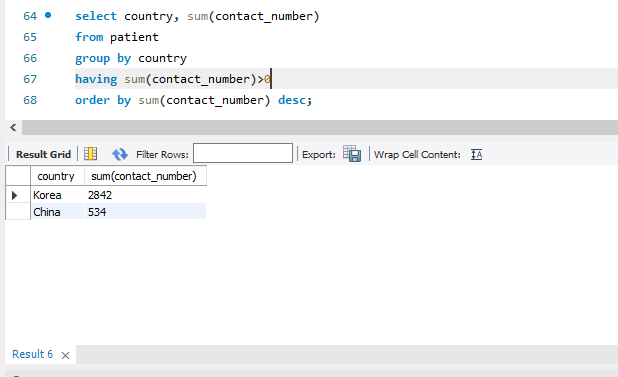 64 select country, sum(contact_number)
65 from patient
66 group by country
67 having sum(contact_number)>0
68 order by sum(contact_number) desc;
Result Grid Filter Rows: Export: Wrap Cell Content: IA
country sum(contact_number)
Korea 2842
China 534
Result 6 ×